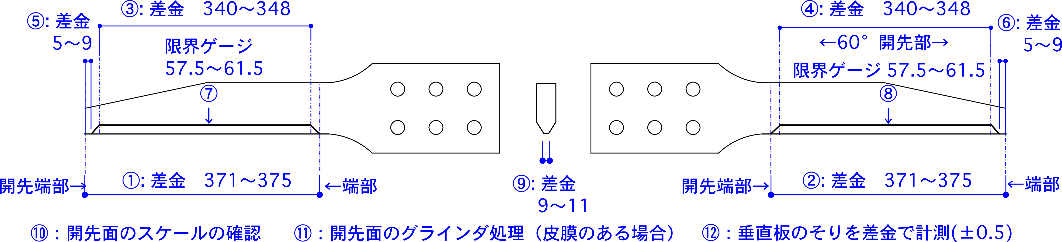 ③: 差金 340～348
④: 差金 340～348
⑤: 差金
5～9
⑥: 差金
5～9
限界ゲージ
57.5～61.5
←60° 開先部→
限界ゲージ 57.5～61.5
⑦
⑧
開先端部→
①: 差金 371～375
←端部
⑨: 差金
9～11
開先端部→
②: 差金 371～375
←端部
⑩：開先面のスケールの確認 ⑪：開先面のグラインダ処理（皮膜のある場合） ⑫：垂直板のそりを差金で計測(±0.5)